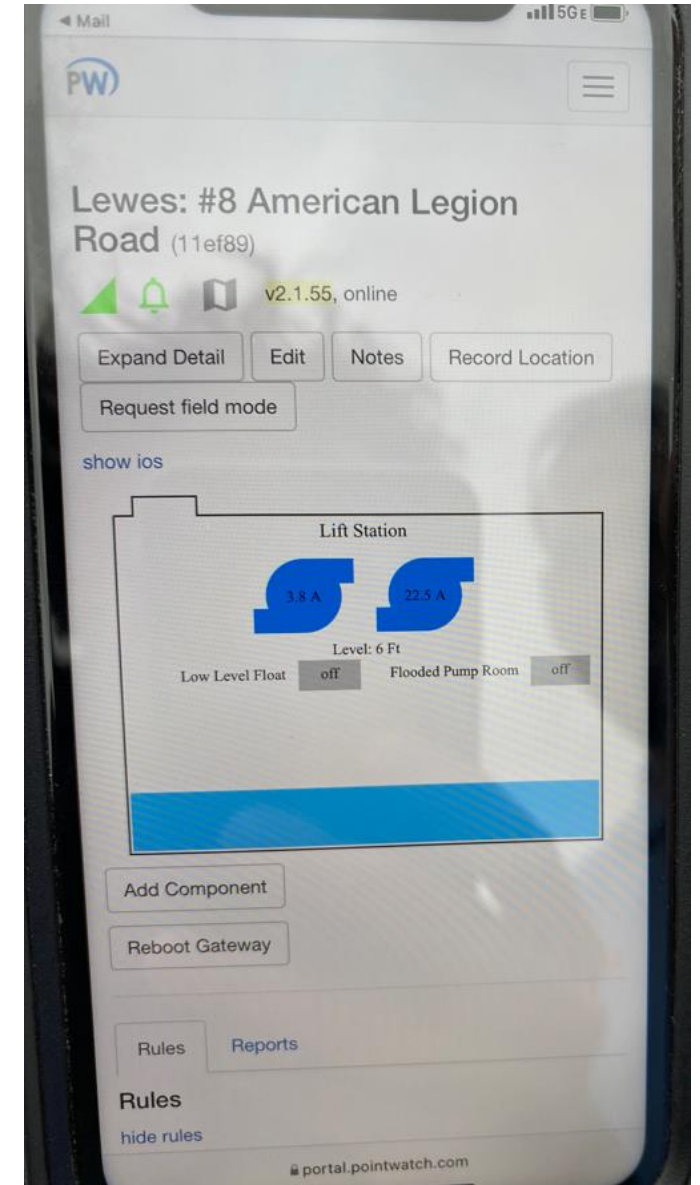 Mail
5GE
PW
Lewes: #8 American Legion
Road (11ef89)
v2.1.55, online
Expand Detail
Edit
Notes
Record Location
Request field mode
show ios
Lift Station
3.8 A
22.5 A
Level: 6 Ft
Low Level Float
off
Flooded Pump Room
off
Add Component
Reboot Gateway
Rules
Reports
Rules
hide rules
portal.pointwatch.com